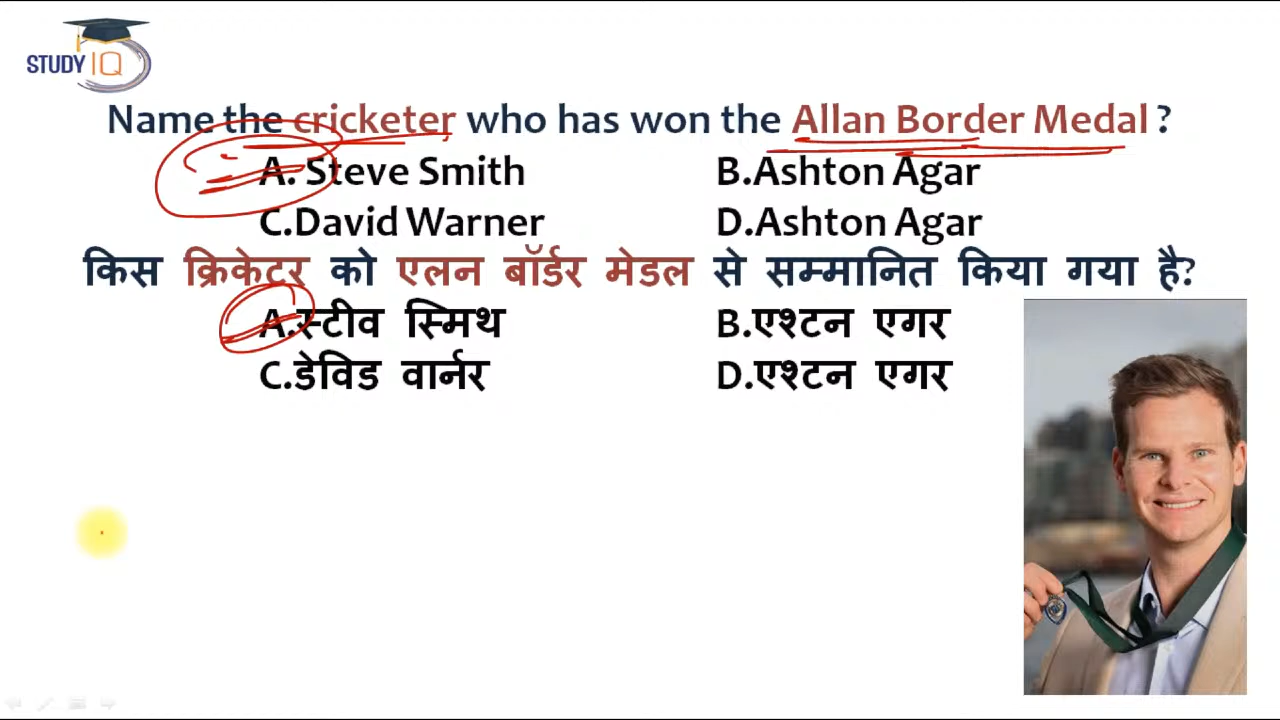 STUDY IQ
Name the cricketer who has won the Allan Border Medal ?
A. Steve Smith B.Ashton Agar
C.David Warner D.Ashton Agar
किस क्रिकेटर को एलन बॉर्डर मेडल से सम्मानित किया गया है?
A.स्टीव स्मिथ B.एश्टन एगर
C.डेविड वार्नर D.एश्टन एगर